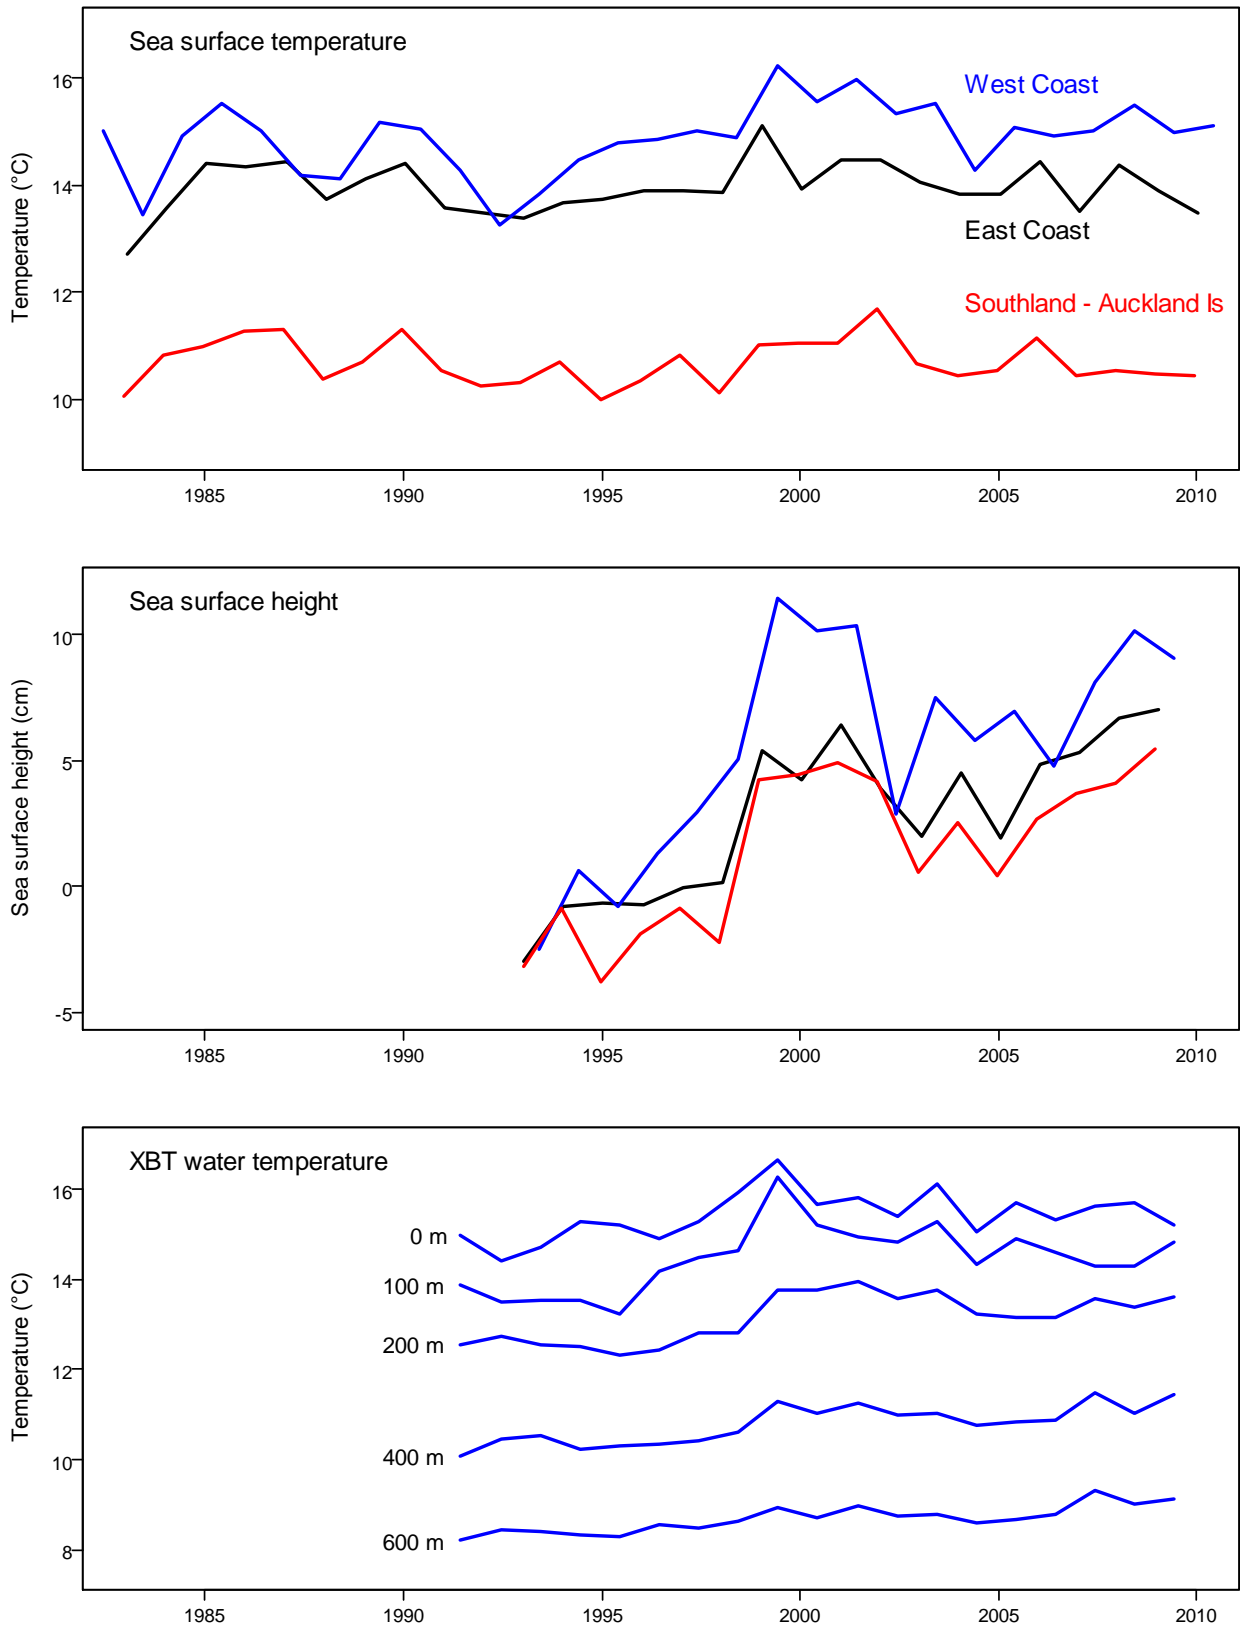 Sea surface temperature
West Coast
East Coast
Southland - Auckland Is
Temperature (°C)
16
14
12
10
1985 1990 1995 2000 2005 2010
Sea surface height
Sea surface height (cm)
10
5
0
-5
1985 1990 1995 2000 2005 2010
XBT water temperature
Temperature (°C)
16
14
12
10
8
0 m
100 m
200 m
400 m
600 m
1985 1990 1995 2000 2005 2010